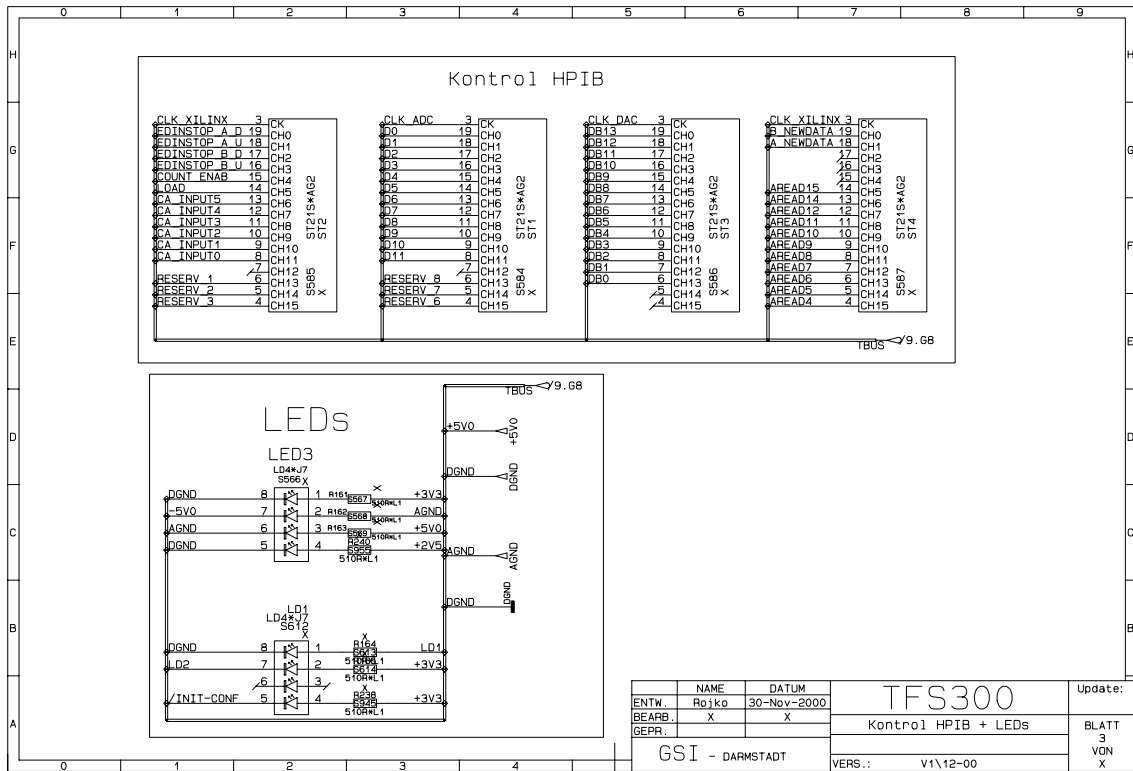 0 1 2 3 4 5 6 7 8 9
H H
G G
F F
E E
D D
C C
B B
A A
Kontrol HPIB
CLK_XILINX 3 CK
EDINSTOP_A_D 19 CH0
EDINSTOP_A_U 18 CH1
EDINSTOP_B_D 17 CH2
EDINSTOP_B_U 16 CH3
COUNT_ENAB 15 CH4
LOAD 14 CH5
CA_INPUT5 13 CH6
CA_INPUT4 12 CH7
CA_INPUT3 11 CH8
CA_INPUT2 10 CH9
CA_INPUT1 9 CH10
CA_INPUT0 8 CH11
7 CH12
RESERV_1 6 CH13
RESERV_2 5 CH14
RESERV_3 4 CH15
ST21S*AG2
ST2
S585
X
CLK_ADC 3 CK
D0 19 CH0
D1 18 CH1
D2 17 CH2
D3 16 CH3
D4 15 CH4
D5 14 CH5
D6 13 CH6
D7 12 CH7
D8 11 CH8
D9 10 CH9
D10 9 CH10
D11 8 CH11
7 CH12
RESERV_8 6 CH13
RESERV_7 5 CH14
RESERV_6 4 CH15
ST21S*AG2
ST1
S584
X
CLK_DAC 3 CK
DB13 19 CH0
DB12 18 CH1
DB11 17 CH2
DB10 16 CH3
DB9 15 CH4
DB8 14 CH5
DB7 13 CH6
DB6 12 CH7
DB5 11 CH8
DB4 10 CH9
DB3 9 CH10
DB2 8 CH11
DB1 7 CH12
DB0 6 CH13
5 CH14
4 CH15
ST21S*AG2
ST3
S586
X
CLK_XILINX 3 CK
B_NEWDATA 19 CH0
A_NEWDATA 18 CH1
17 CH2
16 CH3
15 CH4
AREAD15 14 CH5
AREAD14 13 CH6
AREAD12 12 CH7
AREAD11 11 CH8
AREAD10 10 CH9
AREAD9 9 CH10
AREAD8 8 CH11
AREAD7 7 CH12
AREAD6 6 CH13
AREAD5 5 CH14
AREAD4 4 CH15
ST21S*AG2
ST4
S587
X
TBUS /9.G8
LEDs
TBUS /9.G8
+5V0 +5V0
DGND DGND
AGND AGND
DGND DGND
LED3
LD4*J7
S566
X
DGND 8 1 R161 S567 X 510R*L1 +3V3
-5V0 7 2 R162 S568 X 510R*L1 AGND
AGND 6 3 R163 S569 X 510R*L1 +5V0
DGND 5 4 R240 S955 510R*L1 +2V5
LD1
LD4*J7
S612
X
DGND 8 1 X R164 S613 LD1
LD2 7 2 S614 +3V3
6 3
/INIT-CONF 5 4 X R238 S945 510R*L1 +3V3
NAME DATUM
ENTW. Rojko 30-Nov-2000
BEARB. X X
GEPR.
GSI - DARMSTADT
TFS300
Kontrol HPIB + LEDs
VERS.: V1\12-00
Update:
BLATT
3
VON
X
0 1 2 3 4